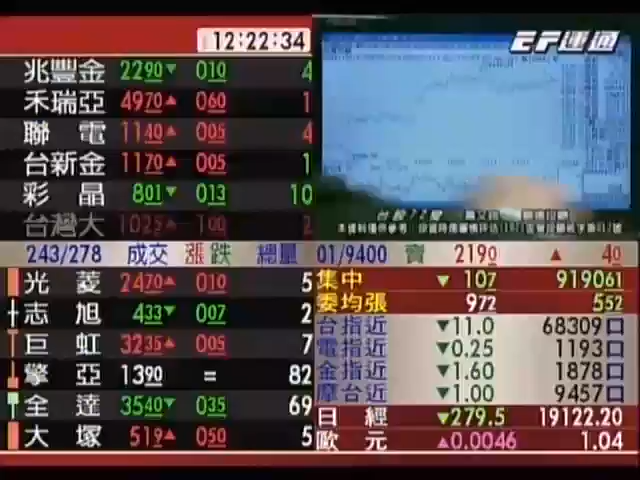 12:22:34
EF運通
兆豐金 2290▼ 010 4
禾瑞亞 4970▲ 060 1
聯電 1140▲ 005 4
台新金 1170▲ 005 1
彩晶 801▼ 013 10
台灣大 1025▲ 100 2
243/278 成交 漲跌 總量
01/9400 賣 2190 ▲ 40
光菱 2470▲ 010 5
志旭 433▼ 007 2
巨虹 3235▲ 005 7
擎亞 1390 = 82
全達 3540▼ 035 69
大塚 519▲ 050 5
集中 ▼ 107 919061
委均張 972 552
台指近 ▼11.0 68309口
電指近 ▼0.25 1193口
金指近 ▼1.60 1878口
摩台近 ▼1.00 9457口
日經 ▼279.5 19122.20
歐元 ▲0.0046 1.04